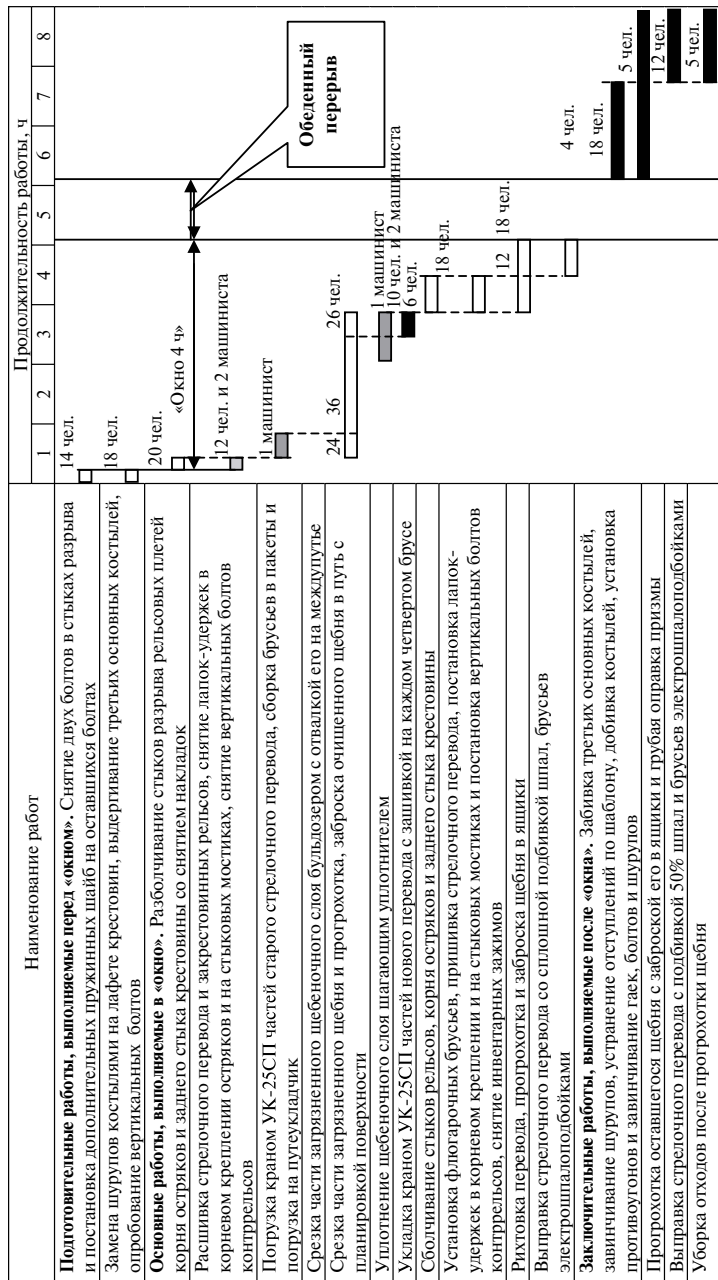 Наименование работ
Продолжительность работы, ч
1 2 3 4 5 6 7 8
Подготовительные работы, выполняемые перед «окном». Снятие двух болтов в стыках разрыва
и постановка дополнительных пружинных шайб на оставшихся болтах
14 чел.
Замена шурупов костылями на лафете крестовин, выдергивание третьих основных костылей,
опробование вертикальных болтов
18 чел.
Основные работы, выполняемые в «окно». Разболчивание стыков разрыва рельсовых плетей
корня остряков и заднего стыка крестовины со снятием накладок
20 чел.
«Окно 4 ч»
Расшивка стрелочного перевода и закрестовинных рельсов, снятие лапок-удержек в
корневом креплении остряков и на стыковых мостиках, снятие вертикальных болтов
контррельсов
12 чел. и 2 машиниста
Погрузка краном УК-25СП частей старого стрелочного перевода, сборка брусьев в пакеты и
погрузка на путеукладчик
1 машинист
Срезка части загрязненного щебеночного слоя бульдозером с отвалкой его на междупутье
Срезка части загрязненного щебня и прогрохотка, заброска очищенного щебня в путь с
планировкой поверхности
24 36 26 чел.
Уплотнение щебеночного слоя шагающим уплотнителем
1 машинист
Укладка краном УК-25СП частей нового перевода с зашивкой на каждом четвертом брусе
10 чел. и 2 машиниста
6 чел.
Сболчивание стыков рельсов, корня остряков и заднего стыка крестовины
18 чел.
Установка флюгарочных брусьев, пришивка стрелочного перевода, постановка лапок-
удержек в корневом креплении и на стыковых мостиках и постановка вертикальных болтов
контррельсов, снятие инвентарных зажимов
Рихтовка перевода, прогрохотка и заброска щебня в ящики
12 18 чел.
Выправка стрелочного перевода со сплошной подбивкой шпал, брусьев
электрошпалоподбойками
4 чел.
Заключительные работы, выполняемые после «окна». Забивка третьих основных костылей,
завинчивание шурупов, устранение отступлений по шаблону, добивка костылей, установка
противоугонов и завинчивание гаек, болтов и шурупов
18 чел.
Прогрохотка оставшегося щебня с заброской его в ящики и грубая оправка призмы
5 чел.
Выправка стрелочного перевода с подбивкой 50% шпал и брусьев электрошпалоподбойками
12 чел.
Уборка отходов после прогрохотки щебня
5 чел.
Обеденный
перерыв